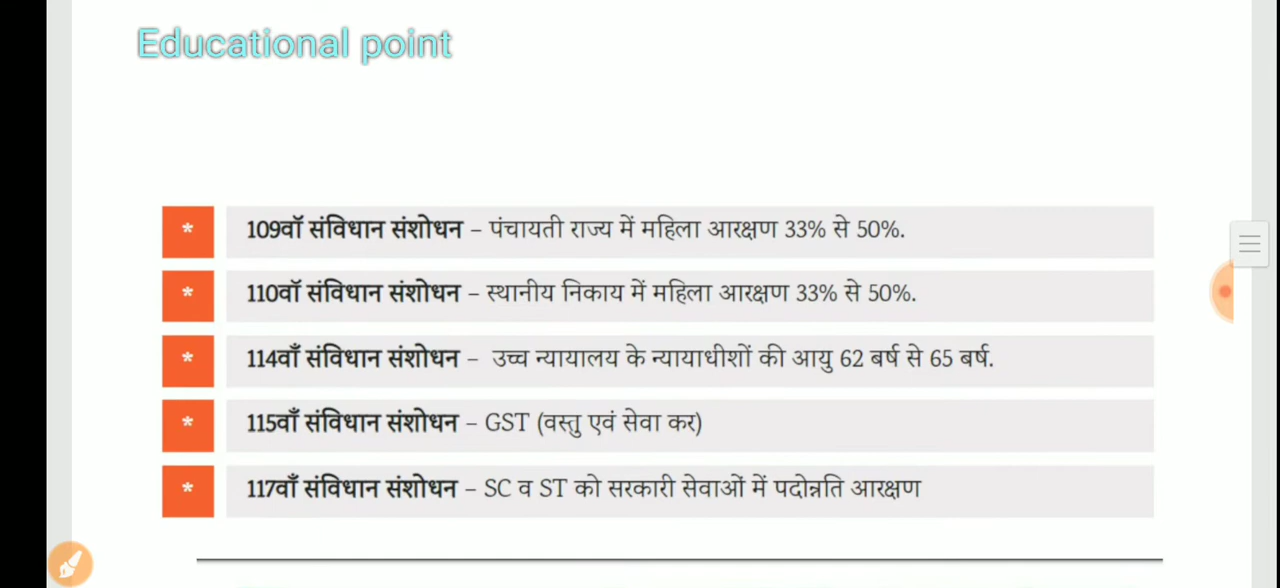 Educational point
* 109वॉ संविधान संशोधन – पंचायती राज्य में महिला आरक्षण 33% से 50%.
* 110वॉ संविधान संशोधन – स्थानीय निकाय में महिला आरक्षण 33% से 50%.
* 114वाँ संविधान संशोधन – उच्च न्यायालय के न्यायाधीशों की आयु 62 बर्ष से 65 बर्ष.
* 115वाँ संविधान संशोधन – GST (वस्तु एवं सेवा कर)
* 117वाँ संविधान संशोधन – SC व ST को सरकारी सेवाओं में पदोन्नति आरक्षण